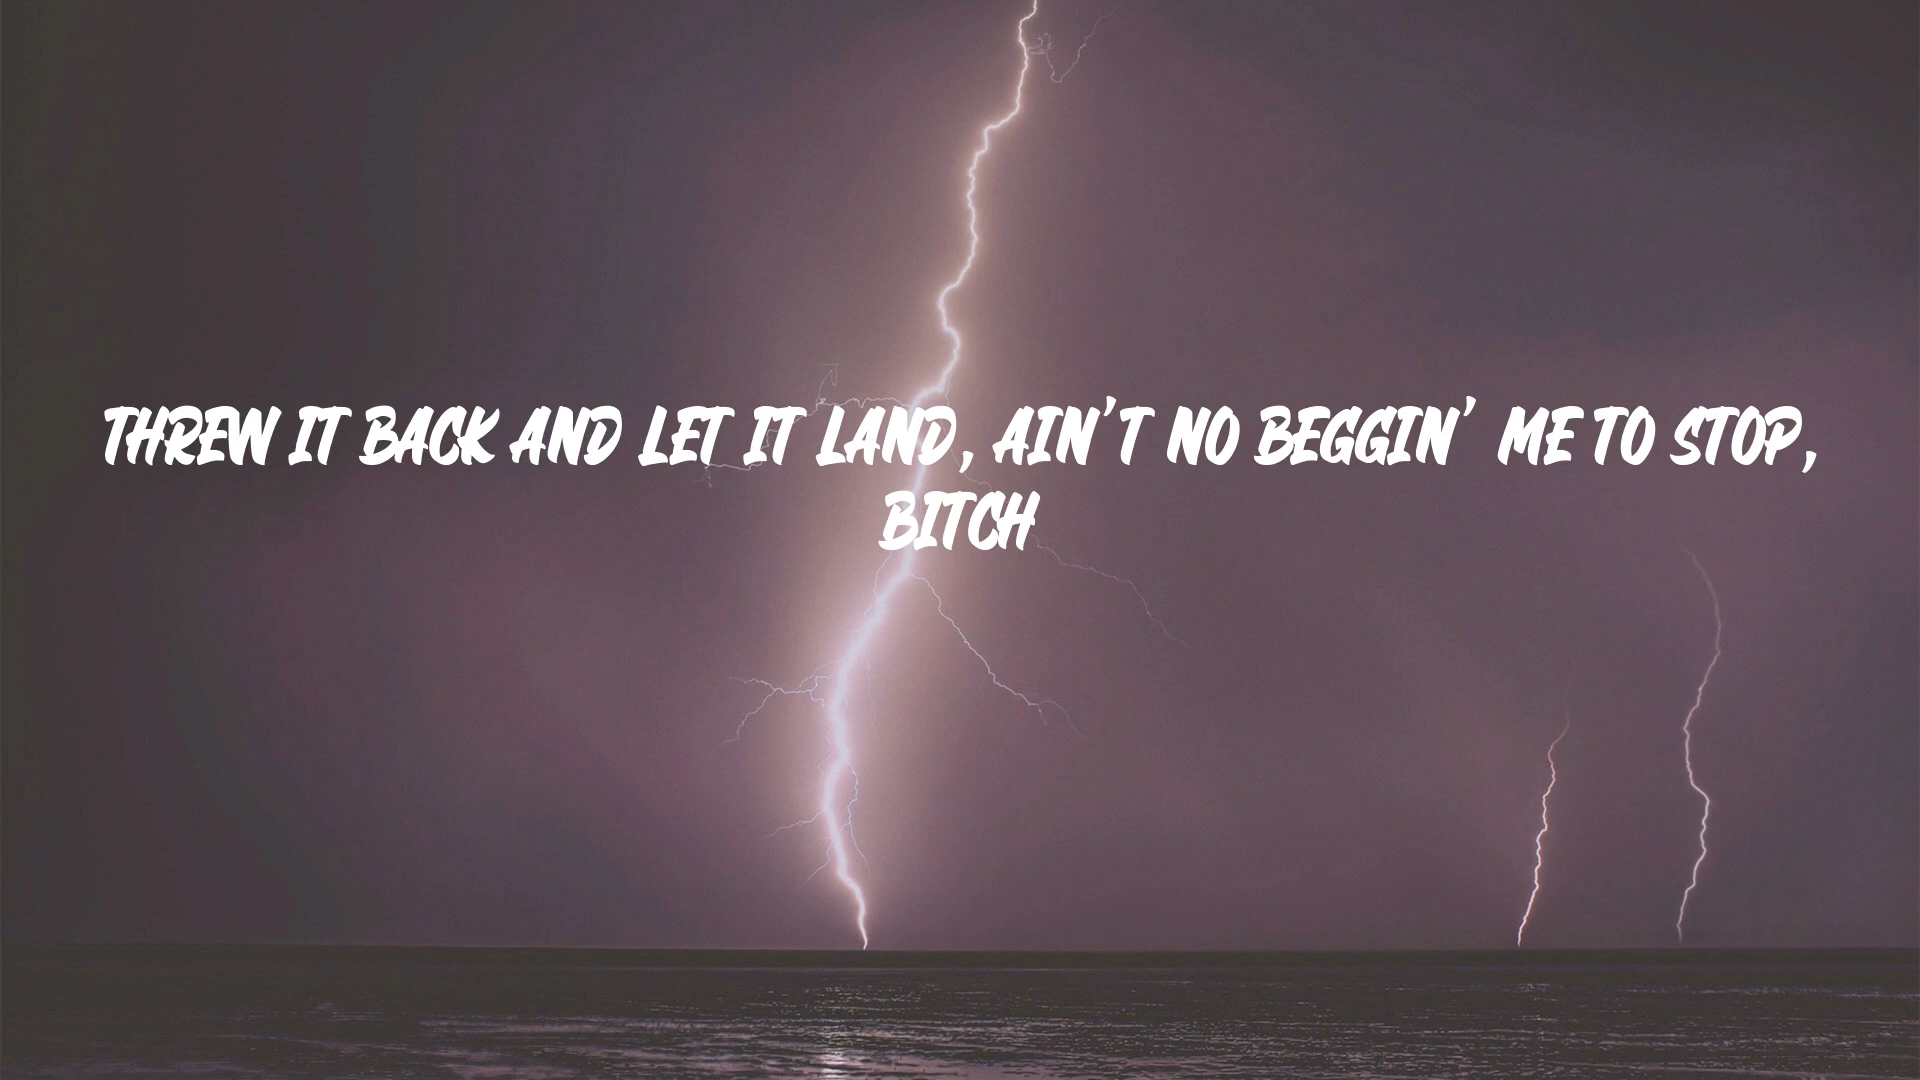 THREW IT BACK AND LET IT LAND, AIN'T NO BEGGIN' ME TO STOP,
BITCH